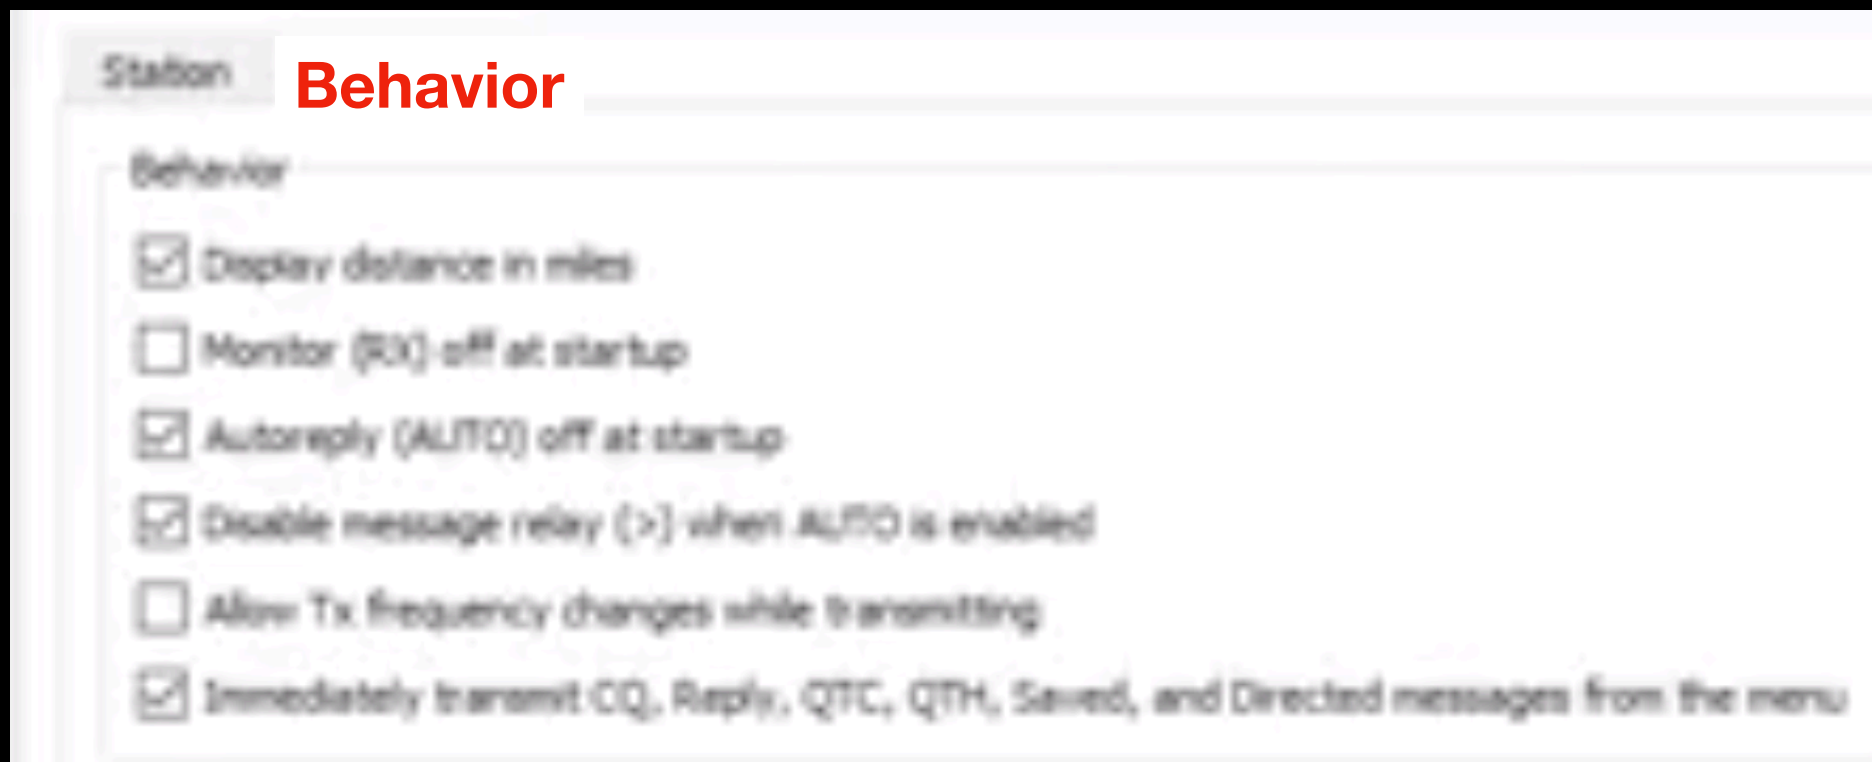 Station Behavior
Behavior
Display distance in miles
Monitor (RX) off at startup
Autoreply (AUTO) off at startup
Disable message relay (>) when AUTO is enabled
Allow Tx frequency changes while transmitting
Immediately transmit CQ, Reply, QTC, QTH, Saved, and Directed messages from the menu